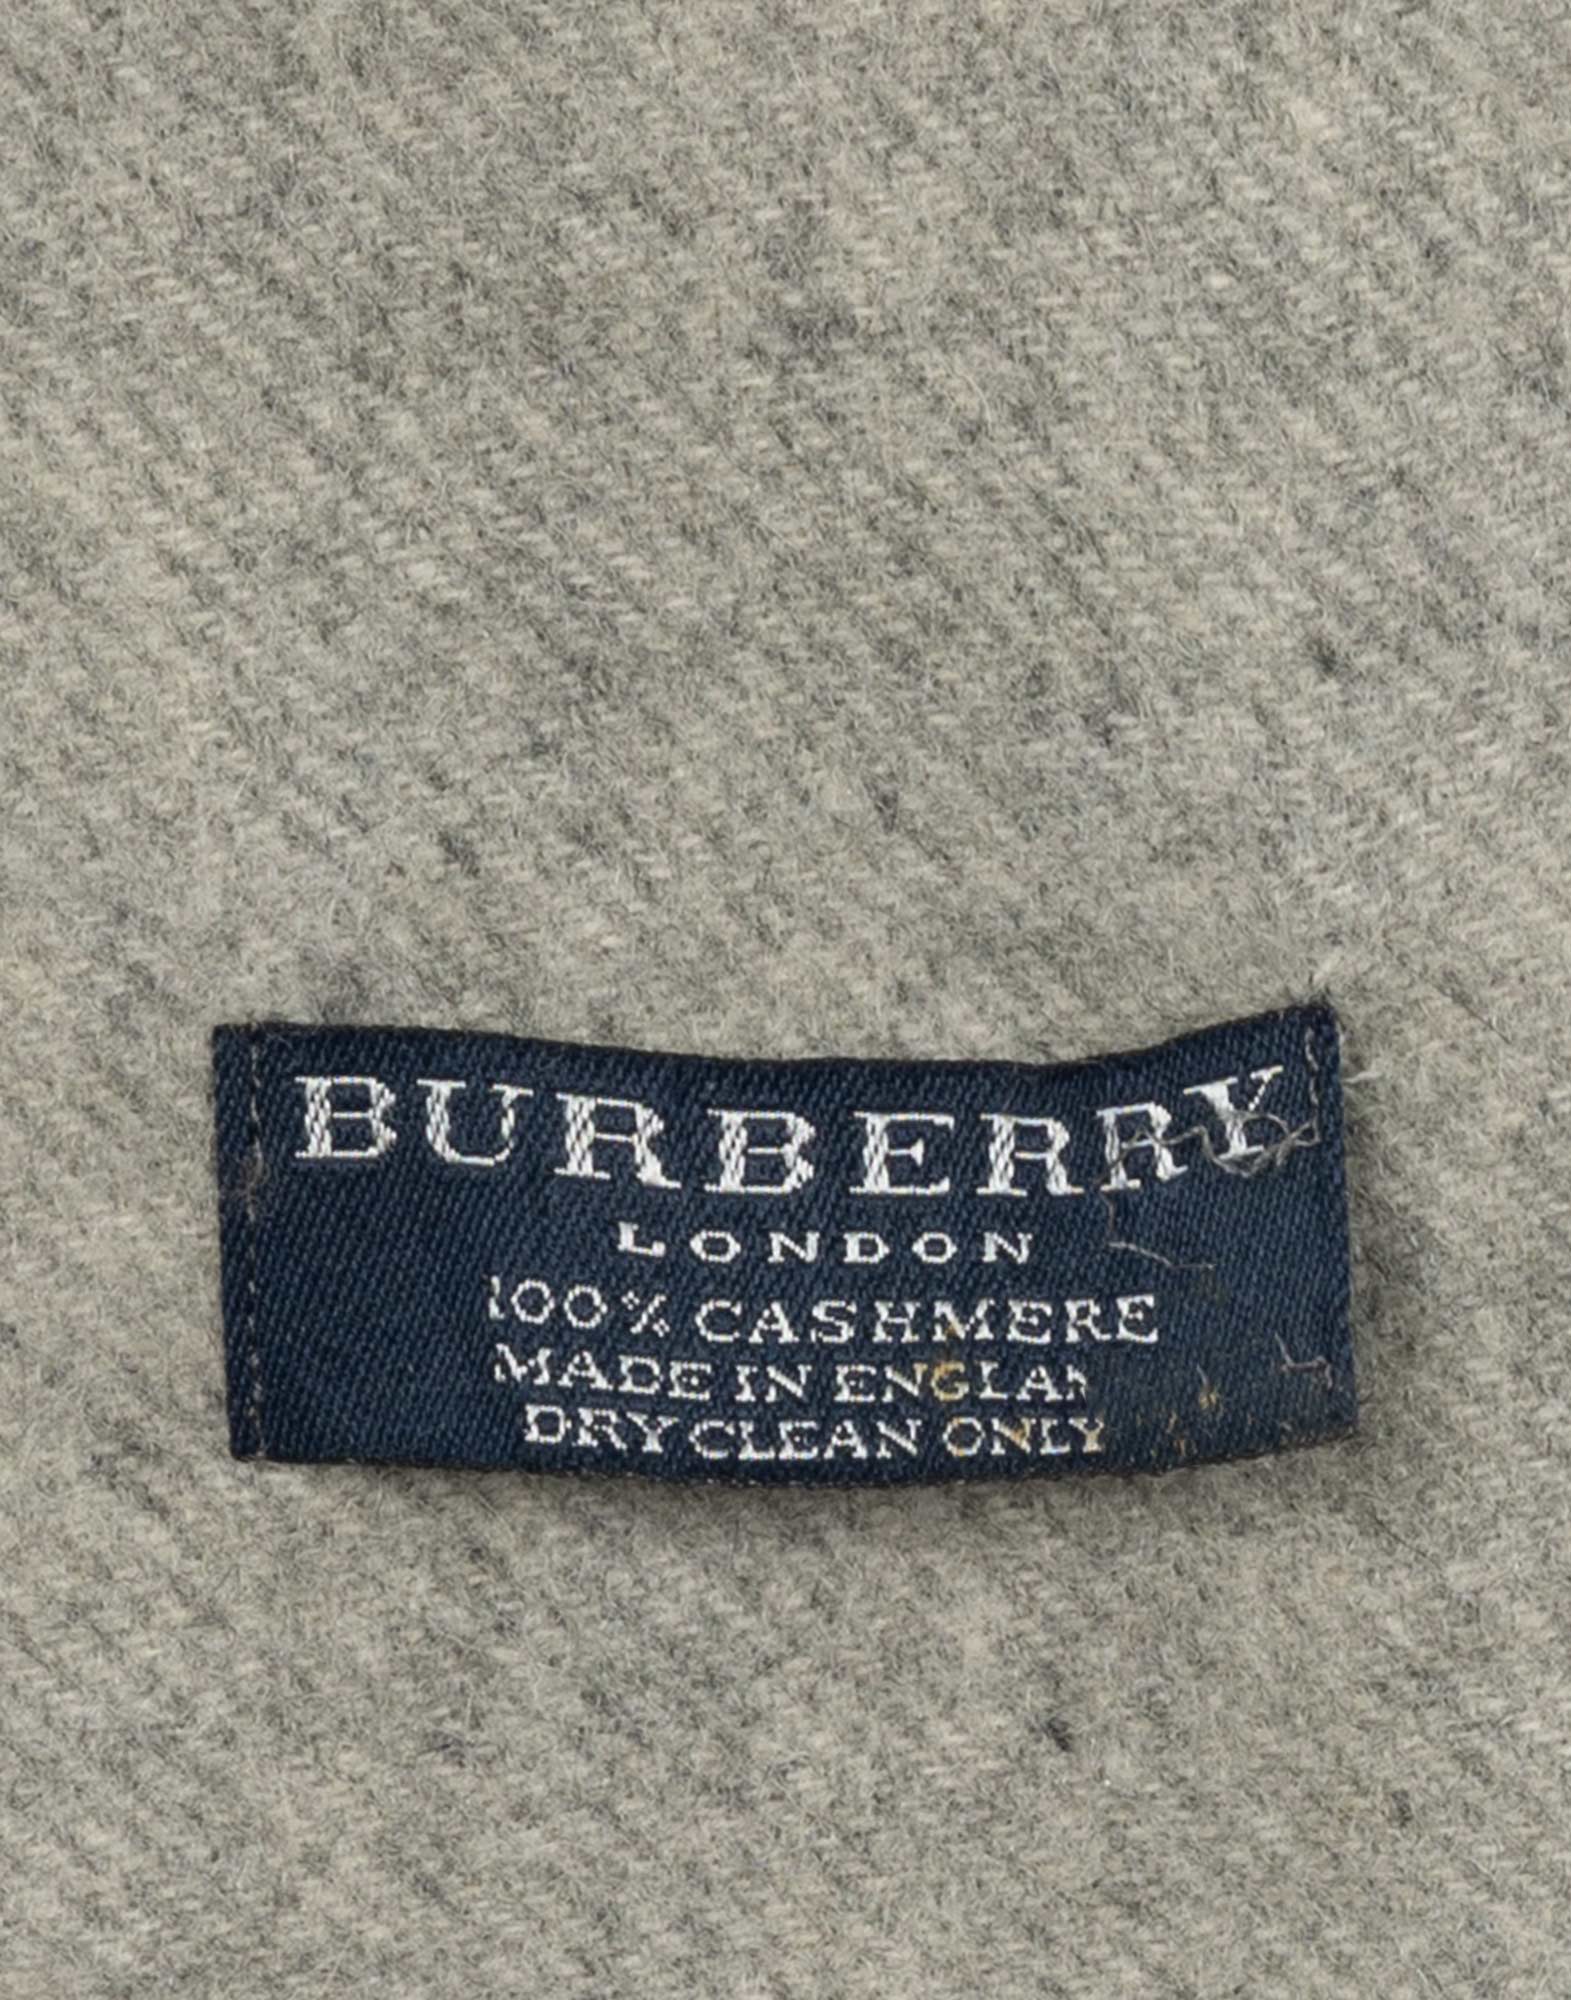 BURBERRY
LONDON
100% CASHMERE
MADE IN ENGLAN
DRY CLEAN ONLY